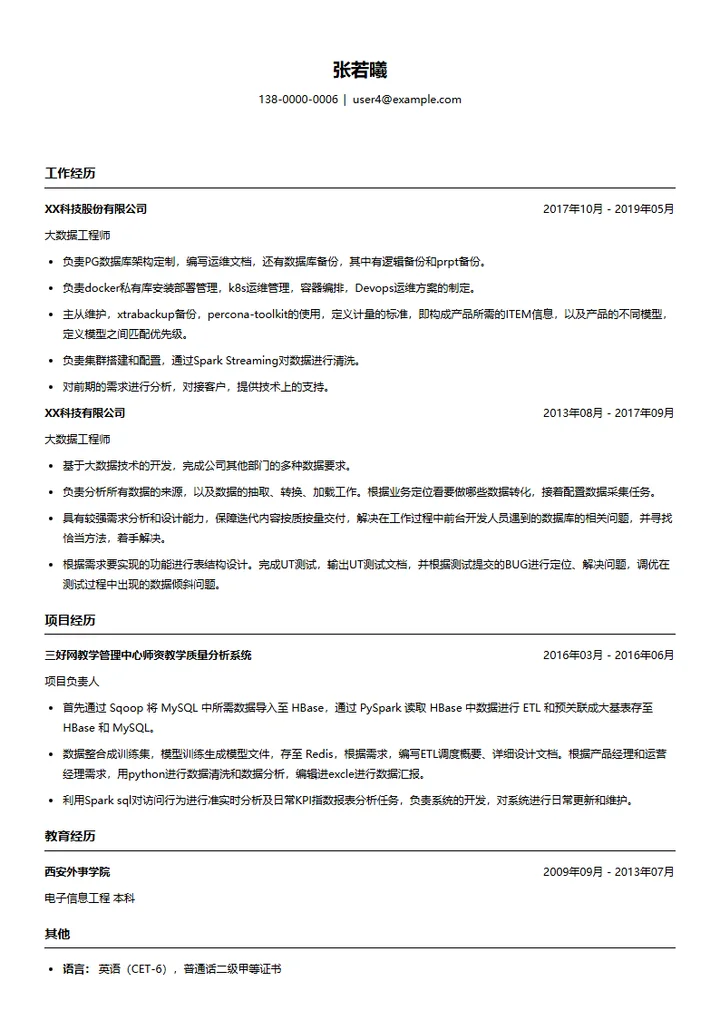 张若曦
138-0000-0006 | user4@example.com
工作经历
XX科技股份有限公司 2017年10月 - 2019年05月
大数据工程师
• 负责PG数据库架构定制，编写运维文档，还有数据库备份，其中有逻辑备份和prpt备份。
• 负责docker私有库安装部署管理，k8s运维管理，容器编排，Devops运维方案的制定。
• 主从维护，xtrabackup备份，percona-toolkit的使用，定义计量的标准，即构成产品所需的ITEM信息，以及产品的不同模型，
定义模型之间匹配优先级。
• 负责集群搭建和配置，通过Spark Streaming对数据进行清洗。
• 对前期的需求进行分析，对接客户，提供技术上的支持。
XX科技有限公司 2013年08月 - 2017年09月
大数据工程师
• 基于大数据技术的开发，完成公司其他部门的多种数据要求。
• 负责分析所有数据的来源，以及数据的抽取、转换、加载工作。根据业务定位看要做哪些数据转化，接着配置数据采集任务。
• 具有较强需求分析和设计能力，保障迭代内容按质按量交付，解决在工作过程中前台开发人员遇到的数据库的相关问题，并寻找
恰当方法，着手解决。
• 根据需求要实现的功能进行表结构设计。完成UT测试，输出UT测试文档，并根据测试提交的BUG进行定位、解决问题，调优在
测试过程中出现的数据倾斜问题。
项目经历
三好网教学管理中心师资教学质量分析系统 2016年03月 - 2016年06月
项目负责人
• 首先通过 Sqoop 将 MySQL 中所需数据导入至 HBase，通过 PySpark 读取 HBase 中数据进行 ETL 和预关联成大基表存至
HBase 和 MySQL。
• 数据整合成训练集，模型训练生成模型文件，存至 Redis，根据需求，编写ETL调度概要、详细设计文档。根据产品经理和运营
经理需求，用python进行数据清洗和数据分析，编辑进excle进行数据汇报。
• 利用Spark sql对访问行为进行准实时分析及日常KPI指数报表分析任务，负责系统的开发，对系统进行日常更新和维护。
教育经历
西安外事学院 2009年09月 - 2013年07月
电子信息工程 本科
其他
• 语言： 英语（CET-6），普通话二级甲等证书